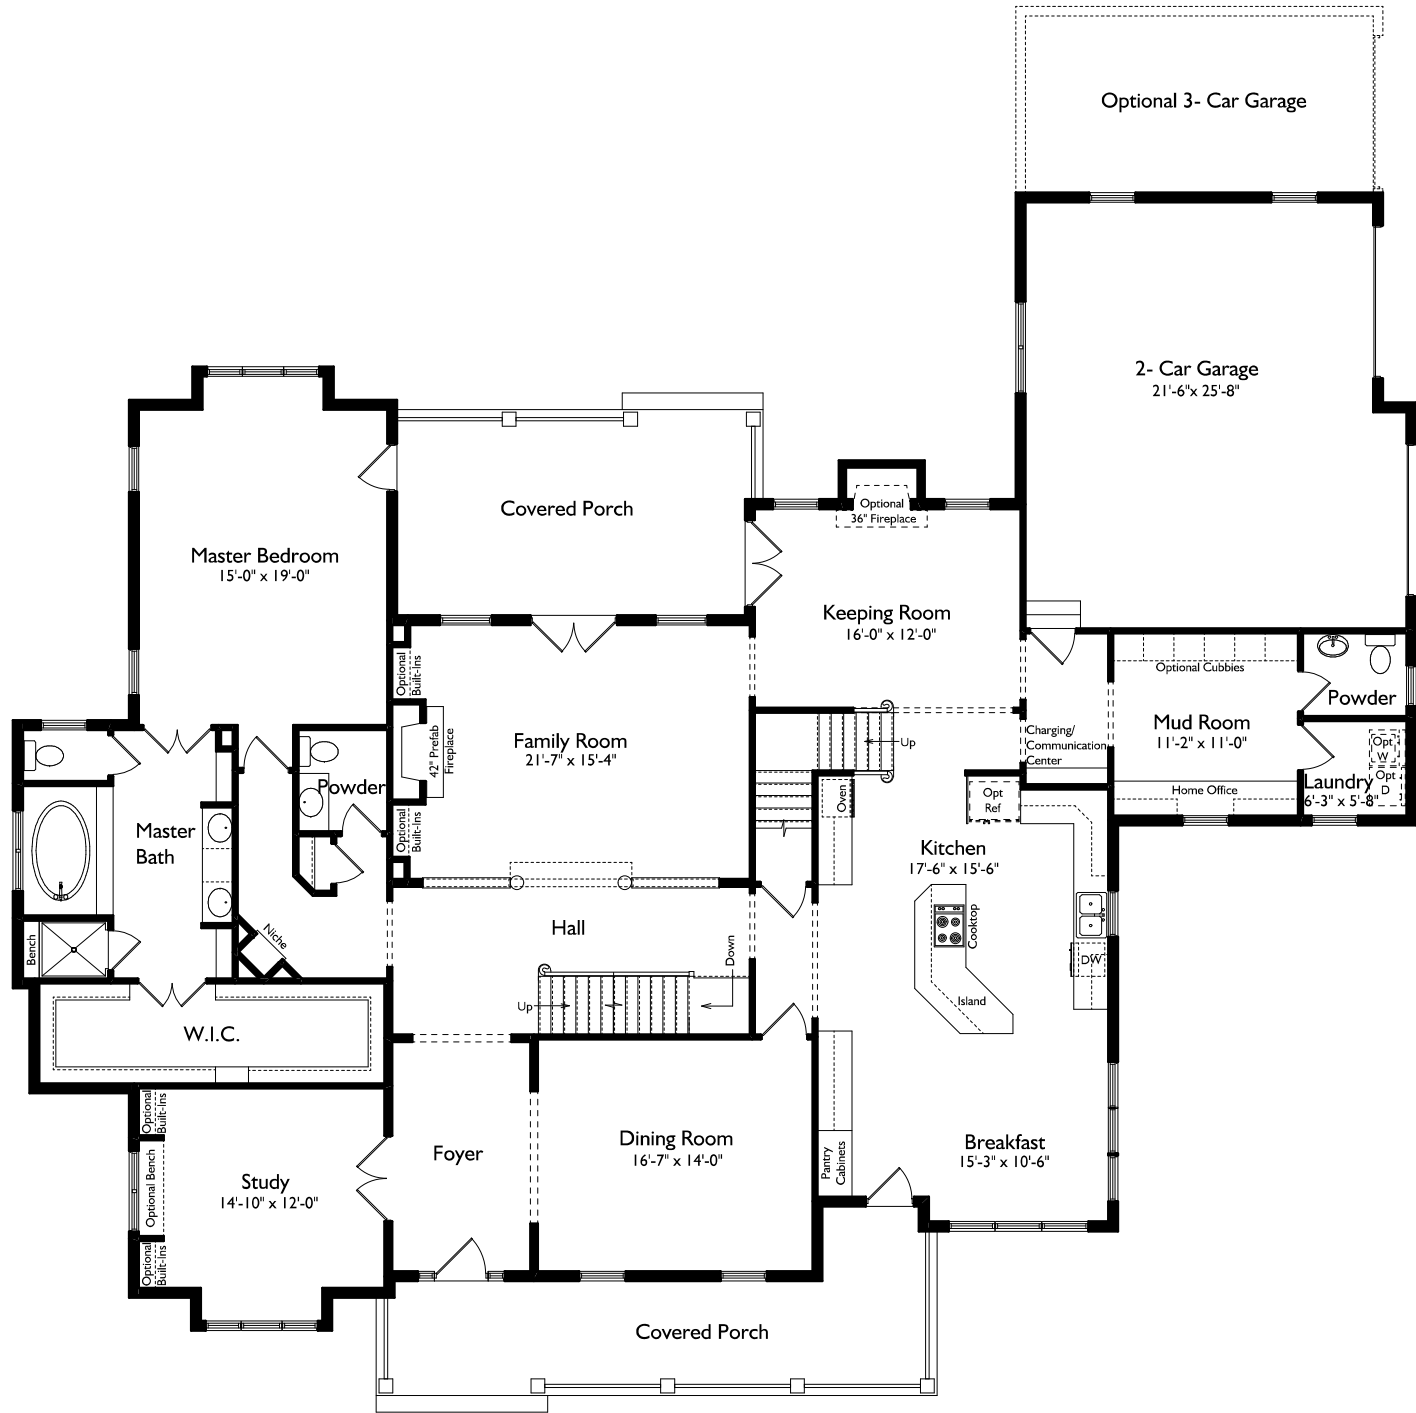 Optional 3- Car Garage
2- Car Garage
21'-6"x 25'-8"
Covered Porch
Optional
36" Fireplace
Master Bedroom
15'-0" x 19'-0"
Keeping Room
16'-0" x 12'-0"
Optional
Built-Ins
Optional Cubbies
Powder
Mud Room
11'-2" x 11'-0"
Charging/
Communication
Center
Up
Family Room
21'-7" x 15'-4"
42" Prefab
Fireplace
Opt
W
Opt
D
Laundry
6'-3" x 5'-8"
Home Office
Powder
Oven
Opt
Ref
Optional
Built-Ins
Master
Bath
Kitchen
17'-6" x 15'-6"
Cooktop
Hall
Niche
Bench
Down
DW
Up
Island
W.I.C.
Optional
Built-Ins
Dining Room
16'-7" x 14'-0"
Foyer
Breakfast
15'-3" x 10'-6"
Pantry
Cabinets
Optional Bench
Study
14'-10" x 12'-0"
Optional
Built-Ins
Covered Porch